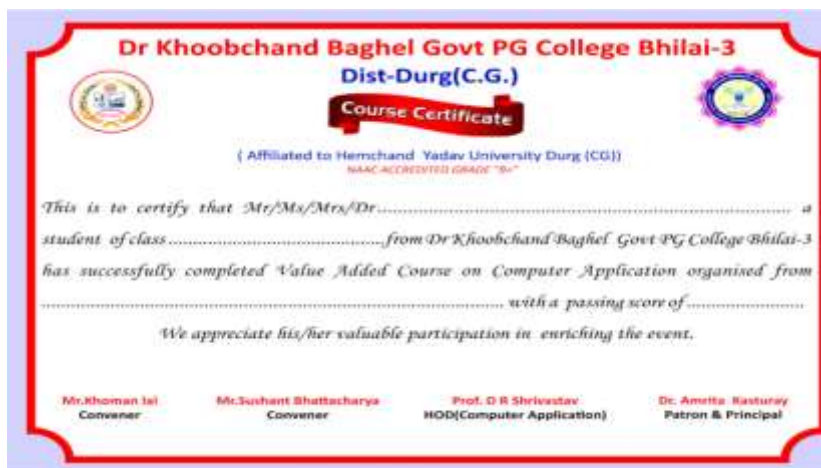 Dr Khoobchand Baghel Govt PG College Bhilai-3
Dist-Durg(C.G.)
Course Certificate
( Affiliated to Hemchand Yadav University Durg (CG))
NAAC ACCREDITED GRADE "B+"
This is to certify that Mr/Ms/Mrs/Dr.................................................................................... a
student of class ............................................from Dr Khoobchand Baghel Govt PG College Bhilai-3
has successfully completed Value Added Course on Computer Application organised from
.............................................................................................. with a passing score of ........................
We appreciate his/her valuable participation in enriching the event.
Mr.Khoman lal Mr.Sushant Bhattacharya Prof. D R Shrivastav Dr. Amrita Kasturay
Convener Convener HOD(Computer Application) Patron & Principal